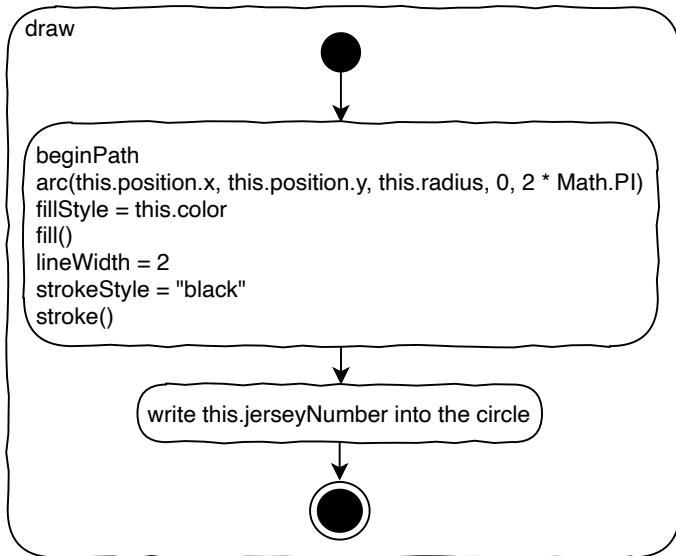 draw
beginPath
arc(this.position.x, this.position.y, this.radius, 0, 2 * Math.PI)
fillStyle = this.color
fill()
lineWidth = 2
strokeStyle = "black"
stroke()
write this.jerseyNumber into the circle